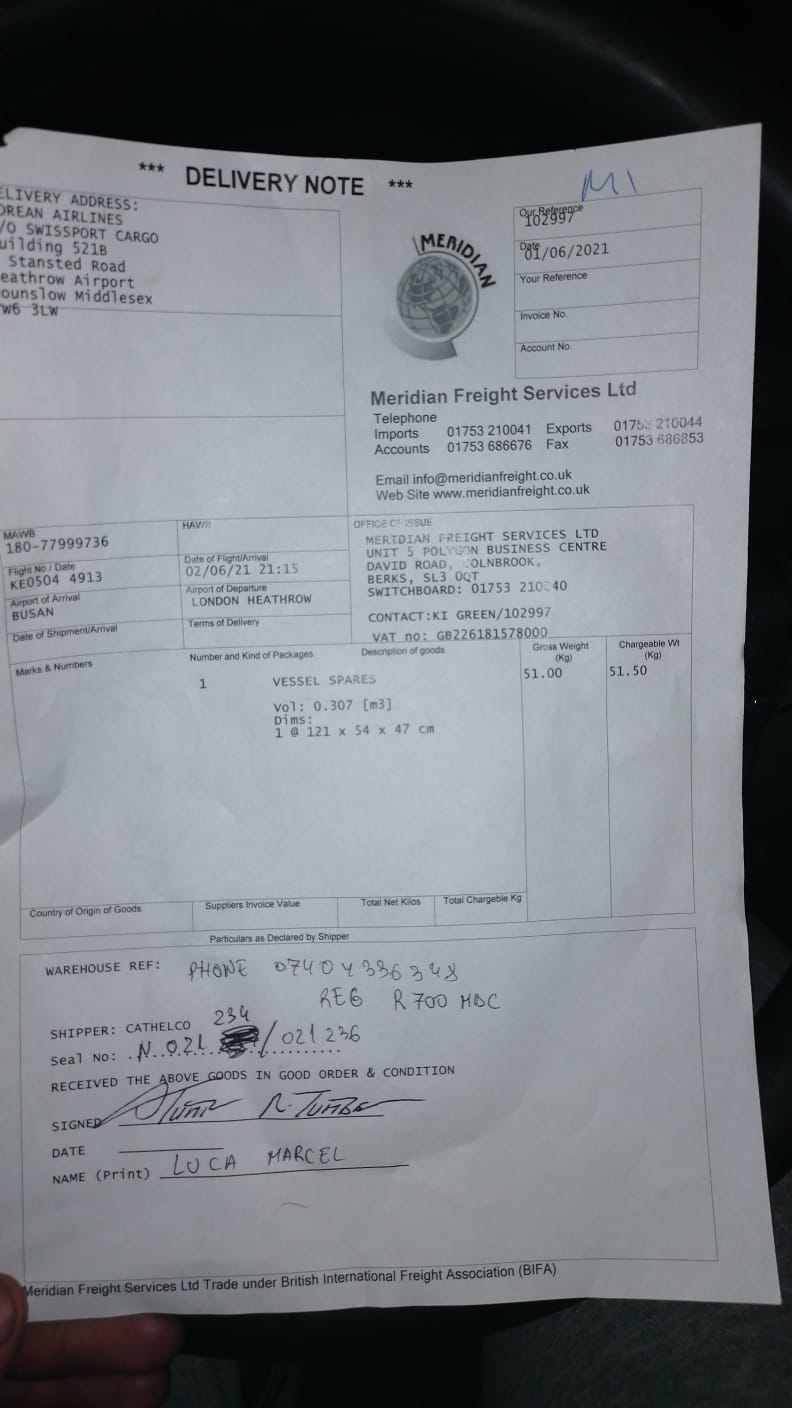 *** DELIVERY NOTE ***
M1
ELIVERY ADDRESS:
OREAN AIRLINES
/O SWISSPORT CARGO
uilding 521B
Stansted Road
eathrow Airport
ounslow Middlesex
W6 3LW
Our Reference
102997
Date
01/06/2021
Your Reference
Invoice No.
Account No.
MERIDIAN
Meridian Freight Services Ltd
Telephone
Imports 01753 210041 Exports 01753 210044
Accounts 01753 686676 Fax 01753 686853
Email info@meridianfreight.co.uk
Web Site www.meridianfreight.co.uk
MAWB
180-77999736
HAWB
Flight No / Date
KE0504 4913
Date of Flight/Arrival
02/06/21 21:15
Airport of Arrival
BUSAN
Airport of Departure
LONDON HEATHROW
Date of Shipment/Arrival
Terms of Delivery
OFFICE OF ISSUE
MERIDIAN FREIGHT SERVICES LTD
UNIT 5 POLYGON BUSINESS CENTRE
DAVID ROAD, OLNBROOK,
BERKS, SL3 0QT
SWITCHBOARD: 01753 210 40
CONTACT:KI GREEN/102997
VAT no: GB226181578000
Marks & Numbers Number and Kind of Packages Description of goods Gross Weight (Kg) Chargeable Wt (Kg)
1 VESSEL SPARES 51.00 51.50
Vol: 0.307 [m3]
Dims:
1 @ 121 x 54 x 47 cm
Country of Origin of Goods Suppliers Invoice Value Total Net Kilos Total Chargeble Kg
Particulars as Declared by Shipper
WAREHOUSE REF: PHONE 07404336348
REG R700 MDC
SHIPPER: CATHELCO 234
Seal No: N.021 /021236
RECEIVED THE ABOVE GOODS IN GOOD ORDER & CONDITION
SIGNED
DATE
NAME (Print) LUCA MARCEL
Meridian Freight Services Ltd Trade under British International Freight Association (BIFA)